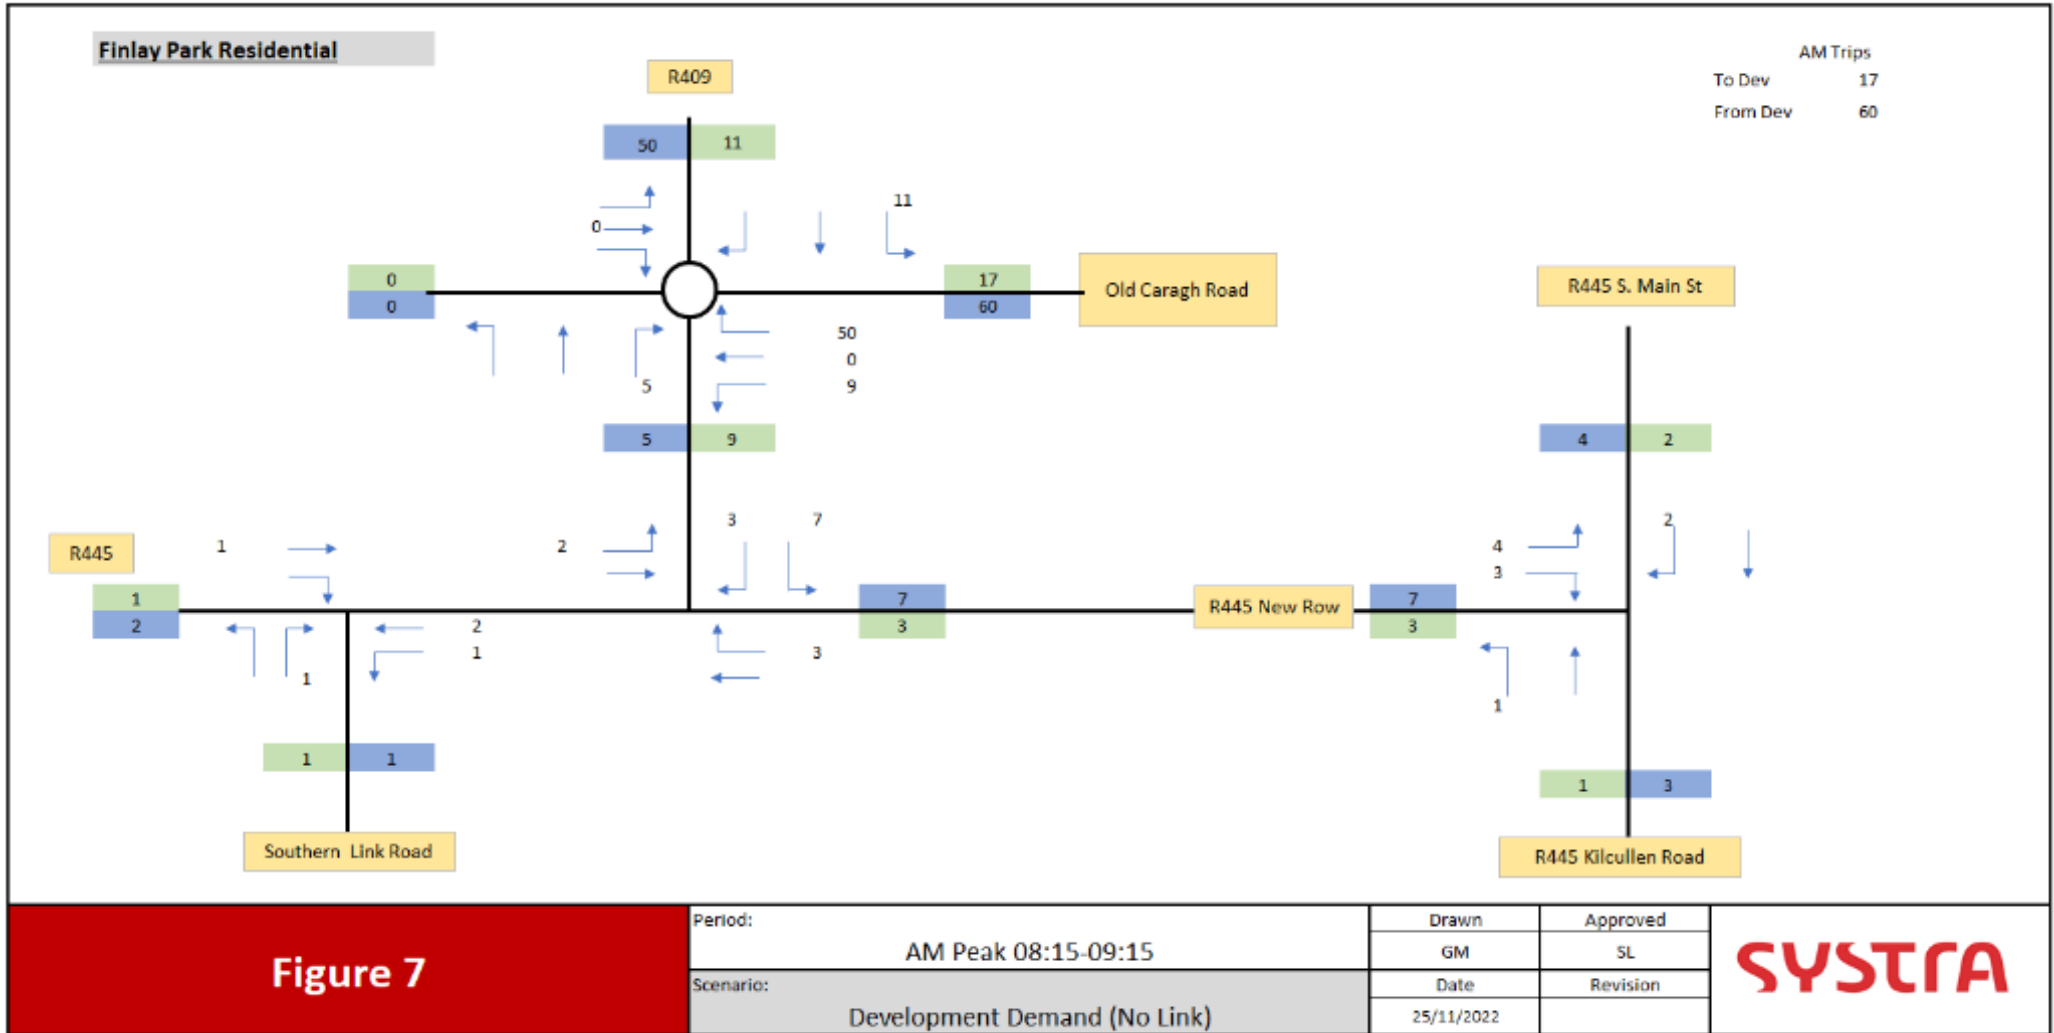 Finlay Park Residential
AM Trips
To Dev 17
From Dev 60
R409
50 11
11
0
0
0
17
60
Old Caragh Road
R445 S. Main St
50
0
9
5
5 9
4 2
R445
1
2
3 7
2
4
3
1
2
7
3
R445 New Row
7
3
2
1
3
1
1
1 1
1 3
Southern Link Road
R445 Kilcullen Road
Figure 7
Period:
AM Peak 08:15-09:15
Scenario:
Development Demand (No Link)
Drawn Approved
GM SL
Date Revision
25/11/2022
SYSTRA